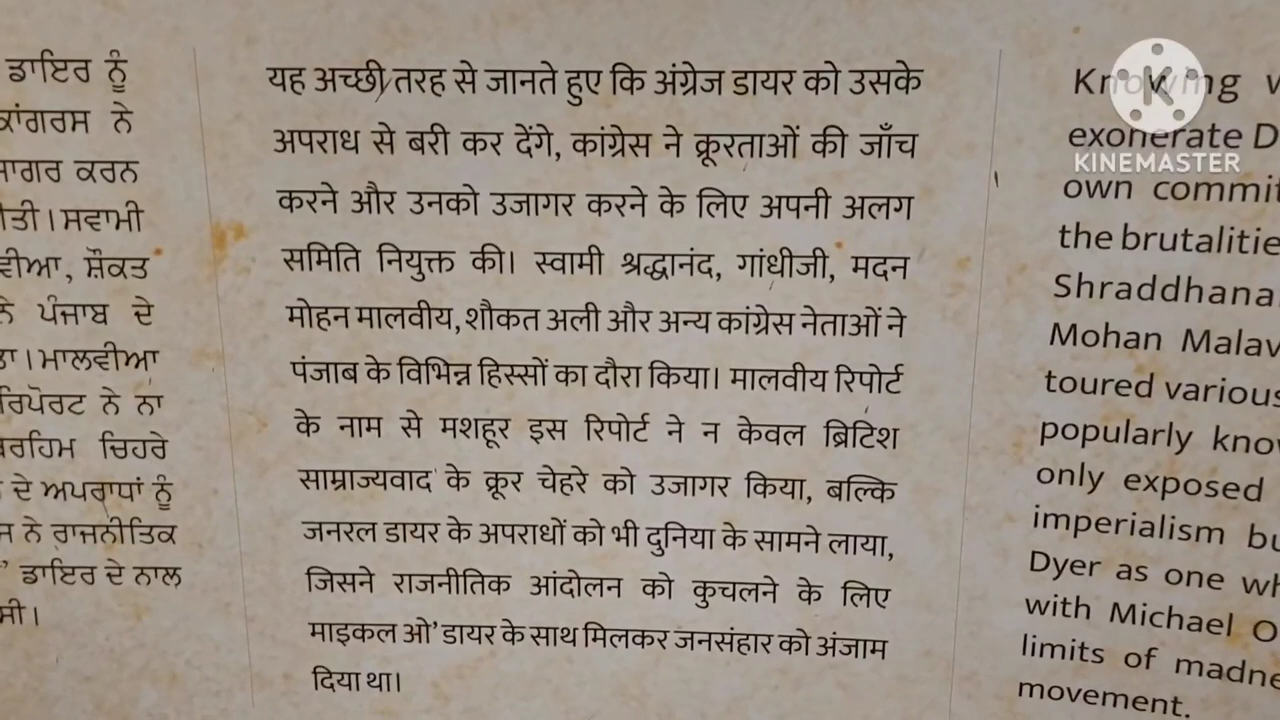 ਡਾਇਰ ਨੂੰ
ਕਾਂਗਰਸ ਨੇ
ਕਰਨ
ਸਵਾਮੀ
ਸ਼ੌਕਤ
ਪੰਜਾਬ ਦੇ
ਮਾਲਵੀਆ
ਰਿਪੋਰਟ ਨੇ ਨਾ
ਚਿਹਰੇ
ਦੇ ਅਪਰਾਧਾਂ ਨੂੰ
ਨੇ ਰਾਜਨੀਤਿਕ
ਡਾਇਰ ਦੇ ਨਾਲ
ਸੀ।
यह अच्छी तरह से जानते हुए कि अंग्रेज डायर को उसके
अपराध से बरी कर देंगे, कांग्रेस ने क्रूरताओं की जाँच
करने और उनको उजागर करने के लिए अपनी अलग
समिति नियुक्त की। स्वामी श्रद्धानंद, गांधीजी, मदन
मोहन मालवीय, शौकत अली और अन्य कांग्रेस नेताओं ने
पंजाब के विभिन्न हिस्सों का दौरा किया। मालवीय रिपोर्ट
के नाम से मशहूर इस रिपोर्ट ने न केवल ब्रिटिश
साम्राज्यवाद के क्रूर चेहरे को उजागर किया, बल्कि
जनरल डायर के अपराधों को भी दुनिया के सामने लाया,
जिसने राजनीतिक आंदोलन को कुचलने के लिए
माइकल ओ'डायर के साथ मिलकर जनसंहार को अंजाम
दिया था।
Knowing
exonerate D
own commit
the brutalitie
Shraddhana
Mohan Malav
toured various
popularly know
only exposed
imperialism bu
Dyer as one wh
with Michael O
limits of madne
movement.
K
KINEMASTER